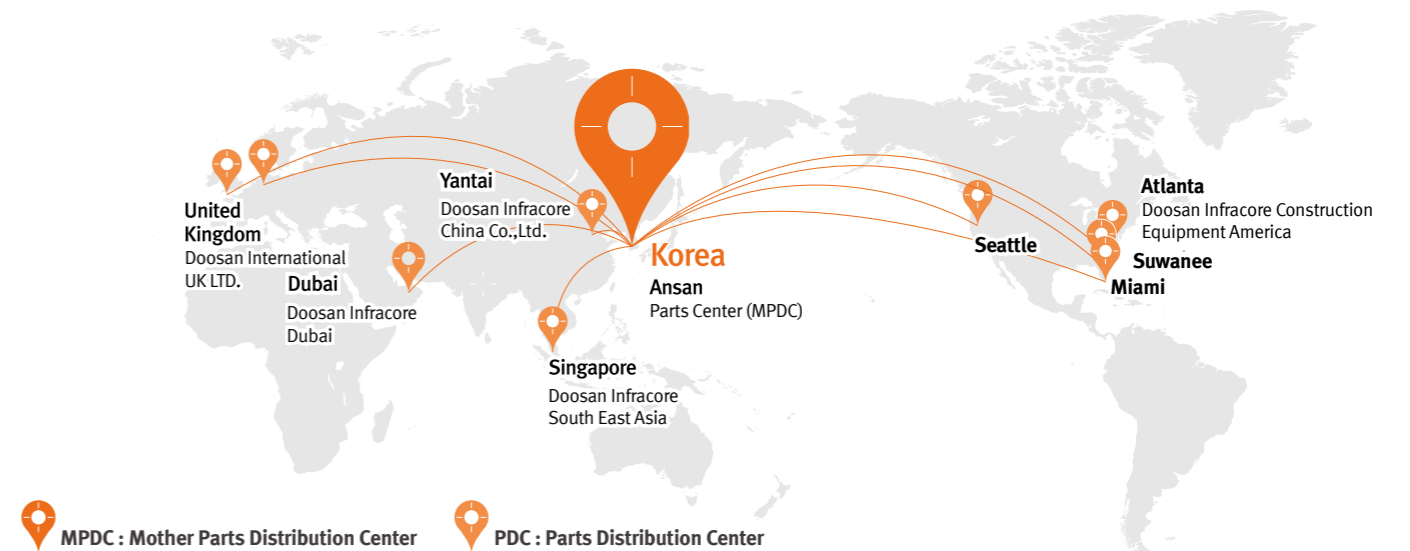 United
Kingdom
Doosan International
UK LTD.
Dubai
Doosan Infracore
Dubai
Yantai
Doosan Infracore
China Co.,Ltd.
Singapore
Doosan Infracore
South East Asia
Korea
Ansan
Parts Center (MPDC)
Seattle
Atlanta
Doosan Infracore Construction
Equipment America
Suwanee
Miami
MPDC : Mother Parts Distribution Center
PDC : Parts Distribution Center